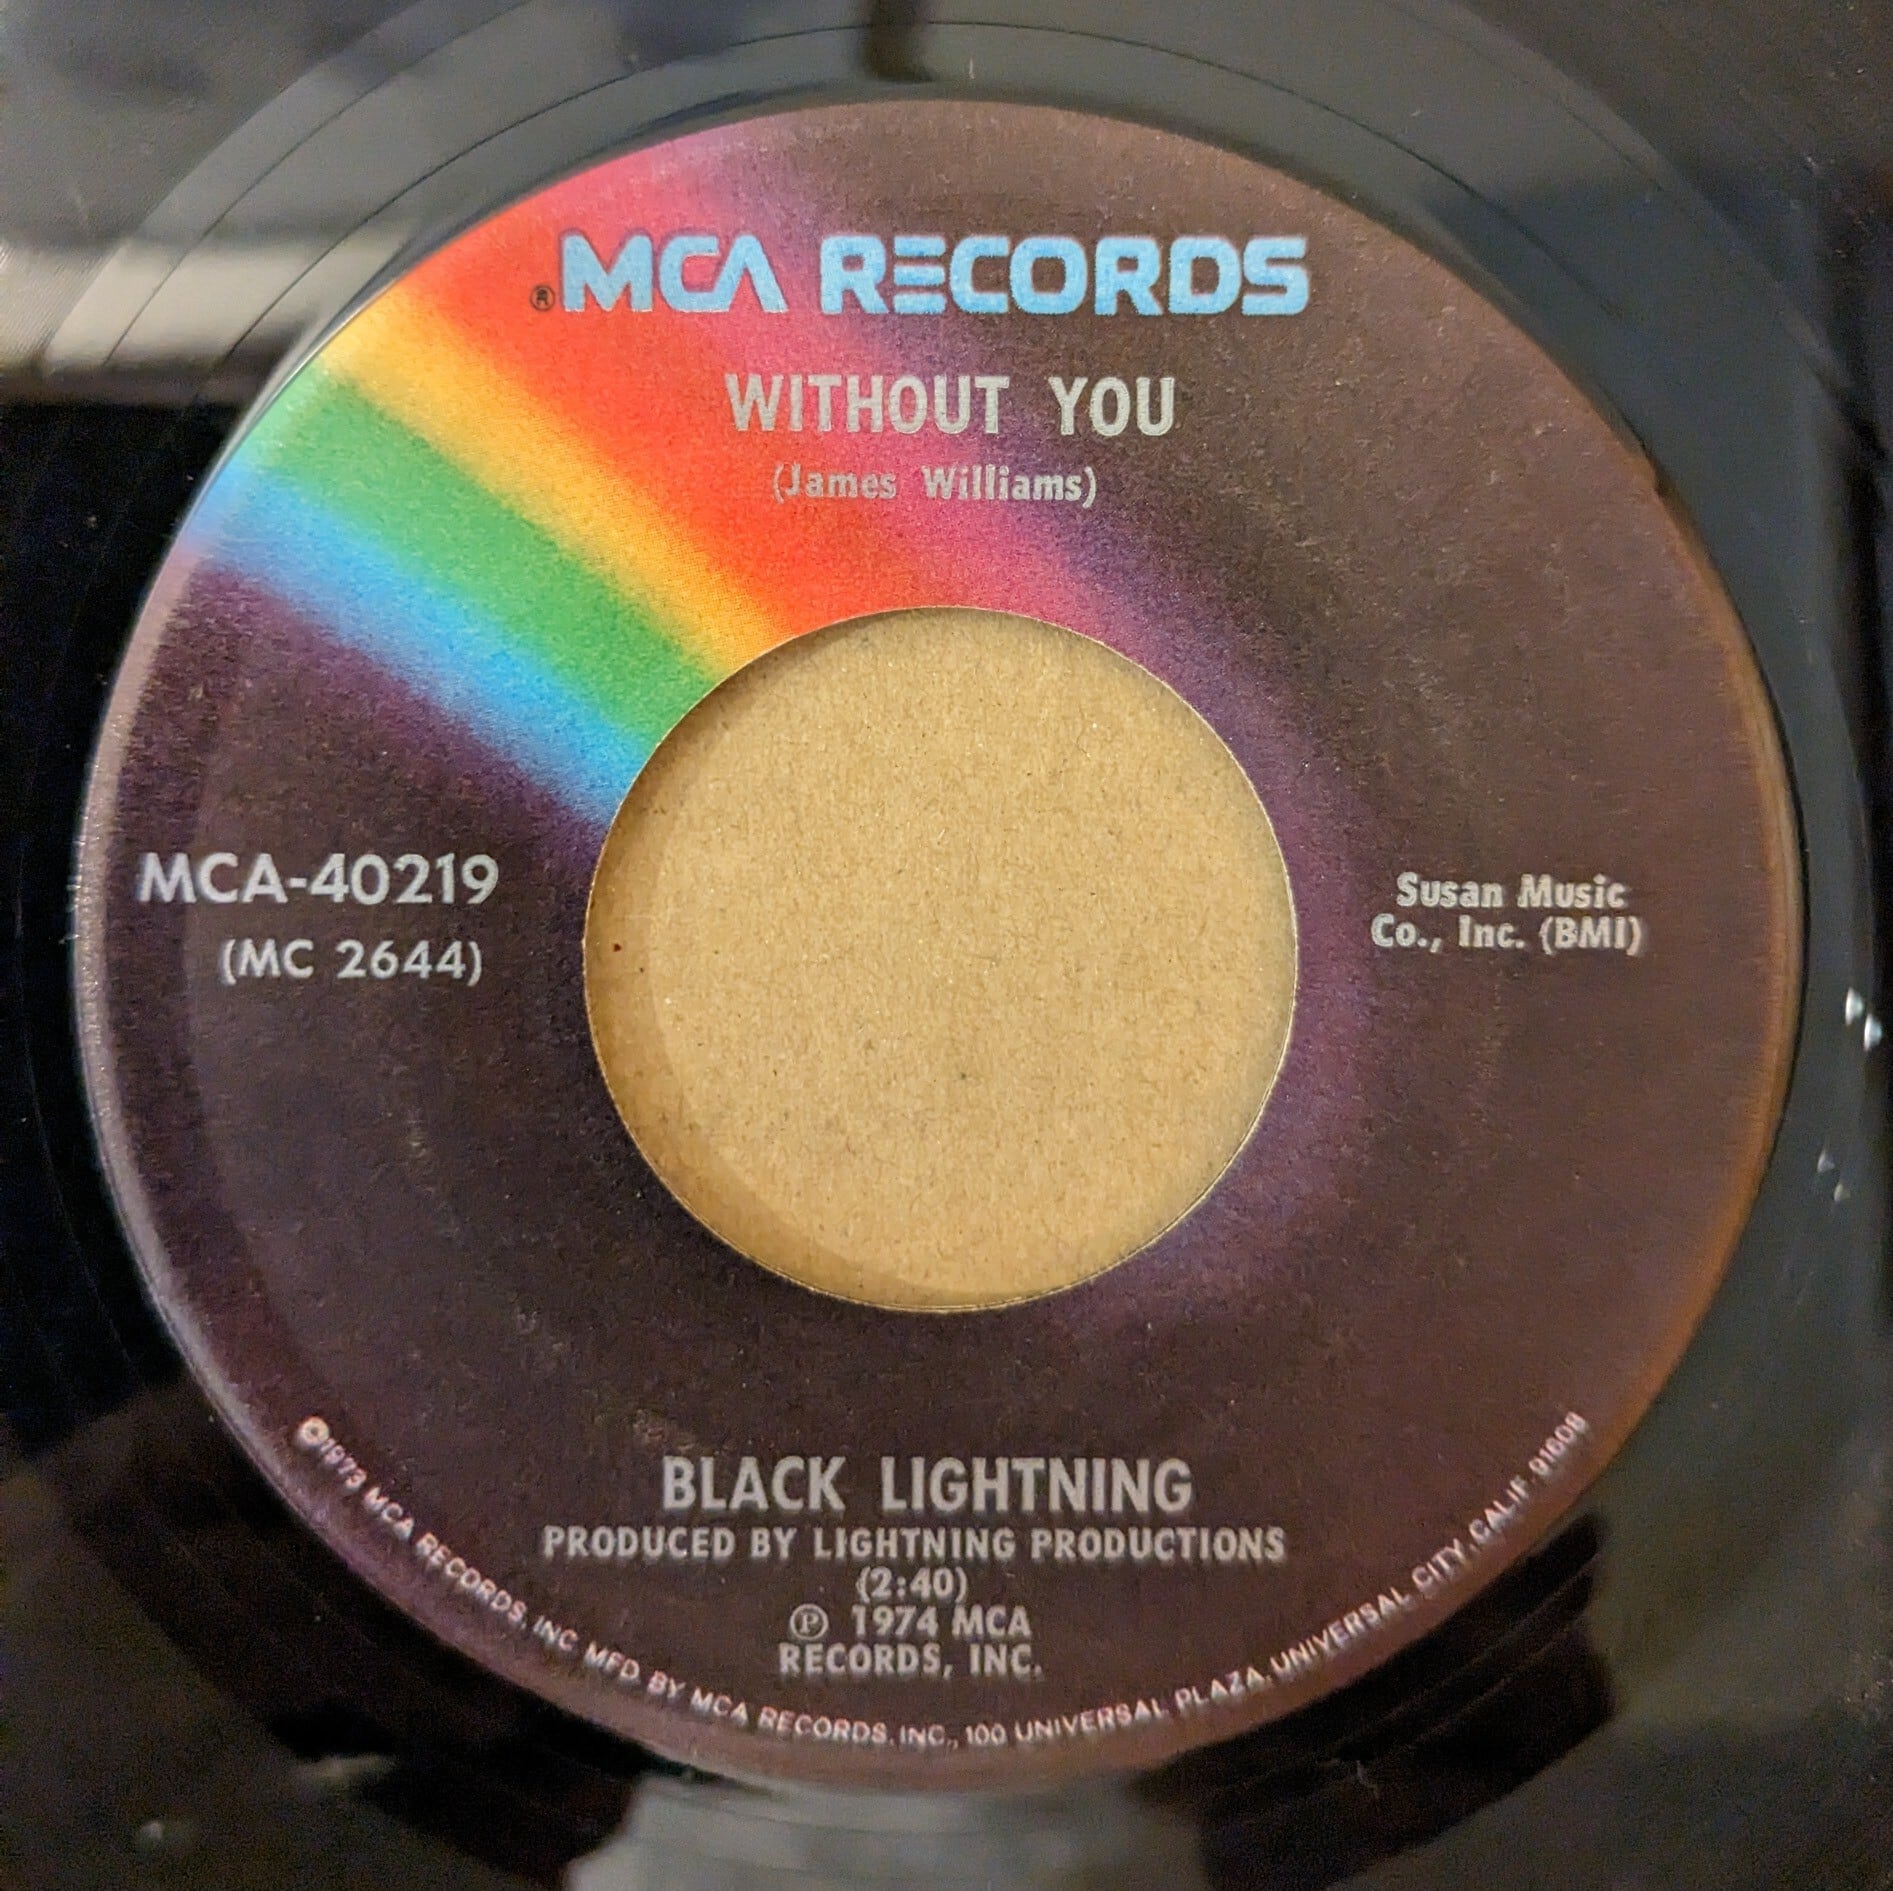 ® MCA RECORDS
WITHOUT YOU
(James Williams)
MCA-40219
(MC 2644)
Susan Music
Co., Inc. (BMI)
BLACK LIGHTNING
PRODUCED BY LIGHTNING PRODUCTIONS
(2:40)
℗ 1974 MCA
RECORDS, INC.
©1973 MCA RECORDS, INC MFD BY MCA RECORDS, INC., 100 UNIVERSAL PLAZA, UNIVERSAL CITY, CALIF 91608